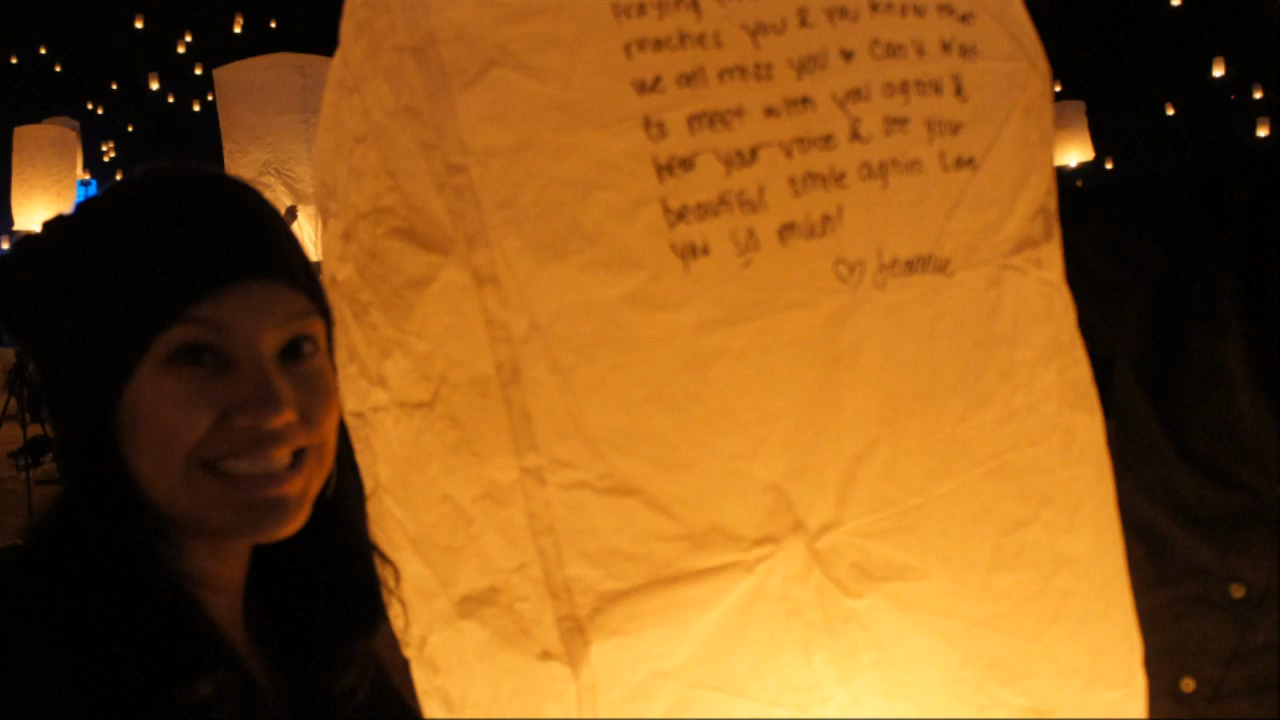 Praying
reaches you & you know that
we all miss you ♥ Can't wait
to meet with you again &
hear your voice & see your
beautiful smile again. Love
you so much!
♡ Jeannie